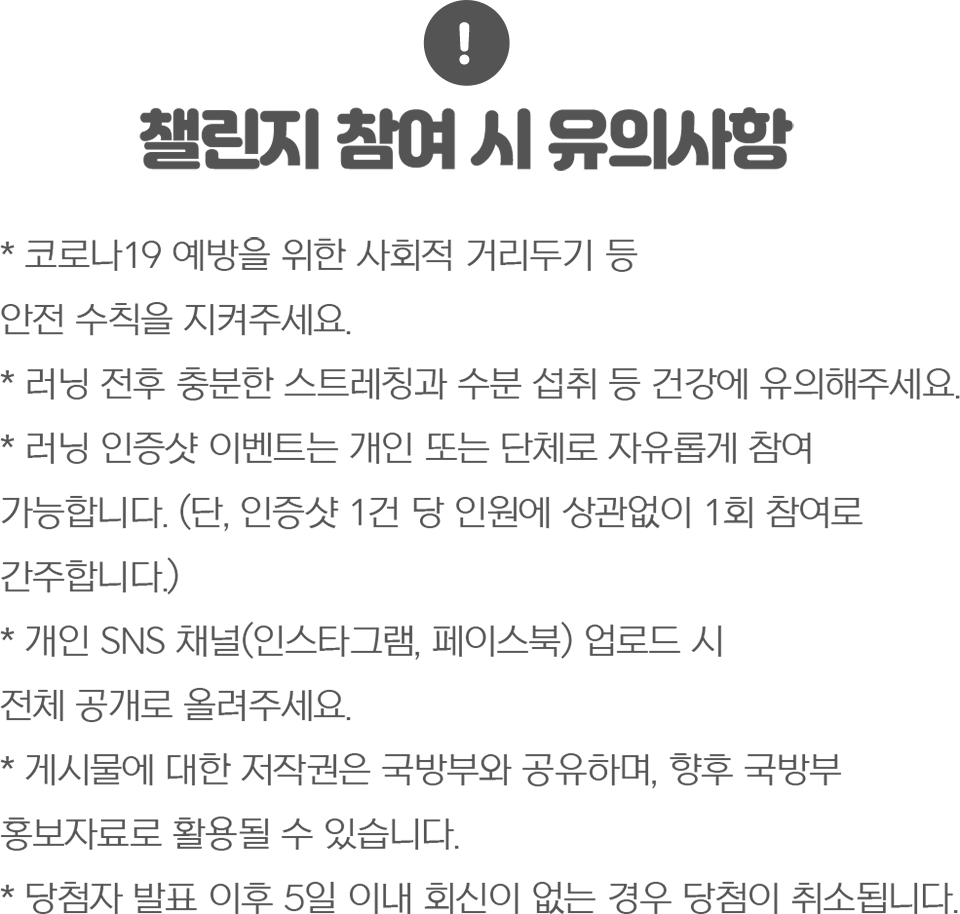 !
챌린지 참여 시 유의사항
* 코로나19 예방을 위한 사회적 거리두기 등
안전 수칙을 지켜주세요.
* 러닝 전후 충분한 스트레칭과 수분 섭취 등 건강에 유의해주세요.
* 러닝 인증샷 이벤트는 개인 또는 단체로 자유롭게 참여
가능합니다. (단, 인증샷 1건 당 인원에 상관없이 1회 참여로
간주합니다.)
* 개인 SNS 채널(인스타그램, 페이스북) 업로드 시
전체 공개로 올려주세요.
* 게시물에 대한 저작권은 국방부와 공유하며, 향후 국방부
홍보자료로 활용될 수 있습니다.
* 당첨자 발표 이후 5일 이내 회신이 없는 경우 당첨이 취소됩니다.